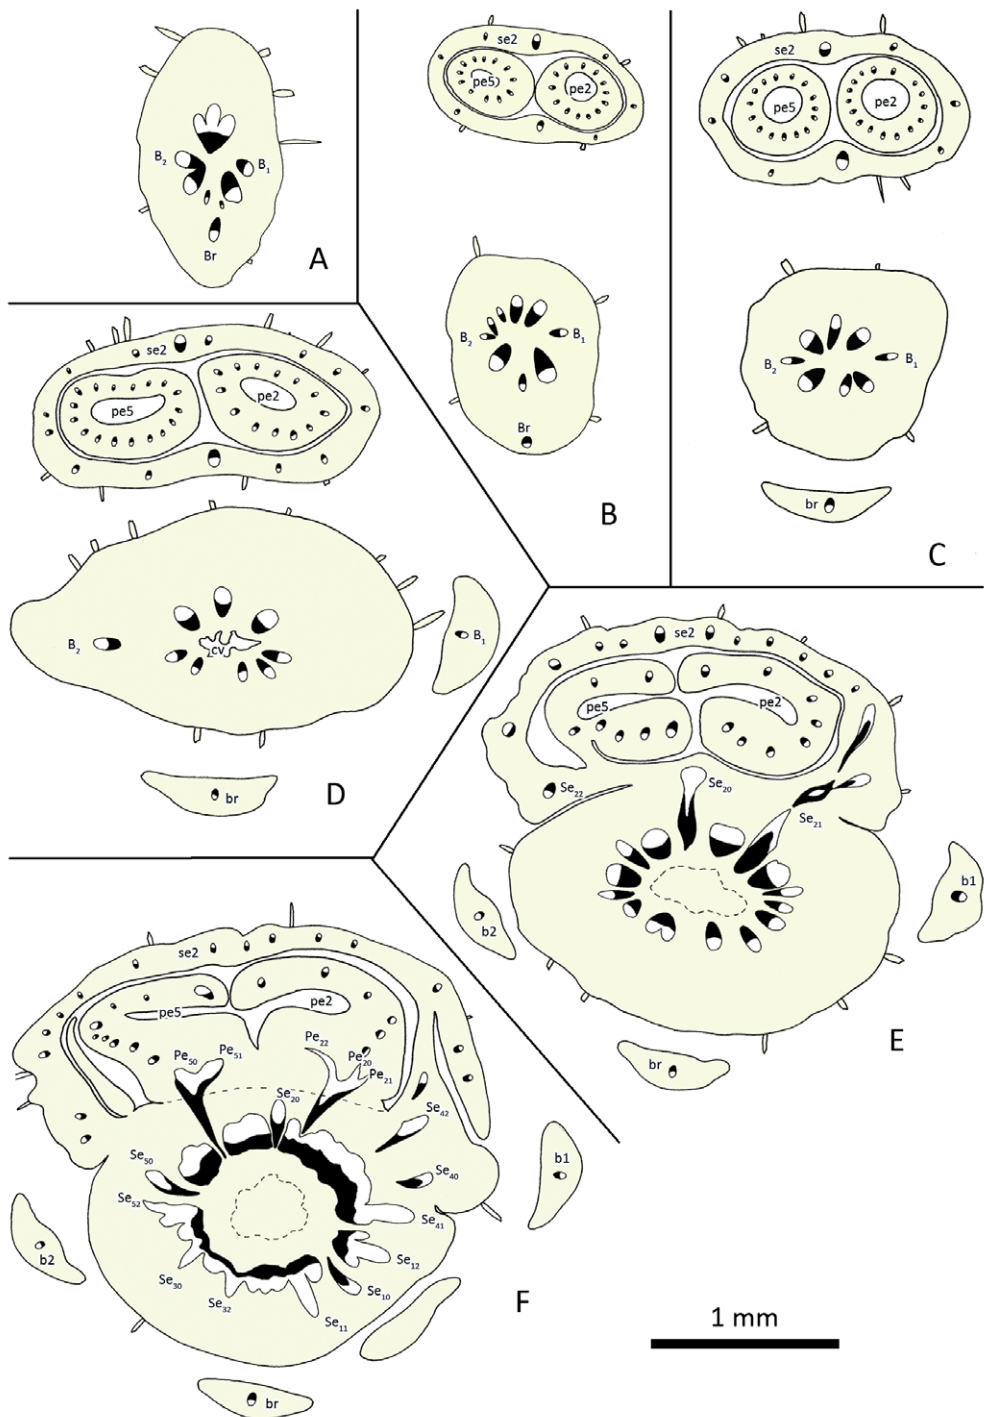 B₂
B₁
Br
A
se2
pe5
pe2
B₂
B₁
Br
B
se2
pe5
pe2
B₂
B₁
br
C
se2
pe5
pe2
B₂
cv
B₁
br
D
se2
pe5
pe2
Se₂₂
Se₂₀
Se₂₁
b2
b1
br
E
se2
pe5
pe2
Pe₅₀
Pe₅₁
Pe₂₂
Pe₂₀
Pe₂₁
Se₂₀
Se₄₂
Se₅₀
Se₄₀
Se₅₂
Se₄₁
Se₁₂
Se₃₀
Se₁₀
Se₃₂
Se₁₁
b1
b2
br
F
1 mm